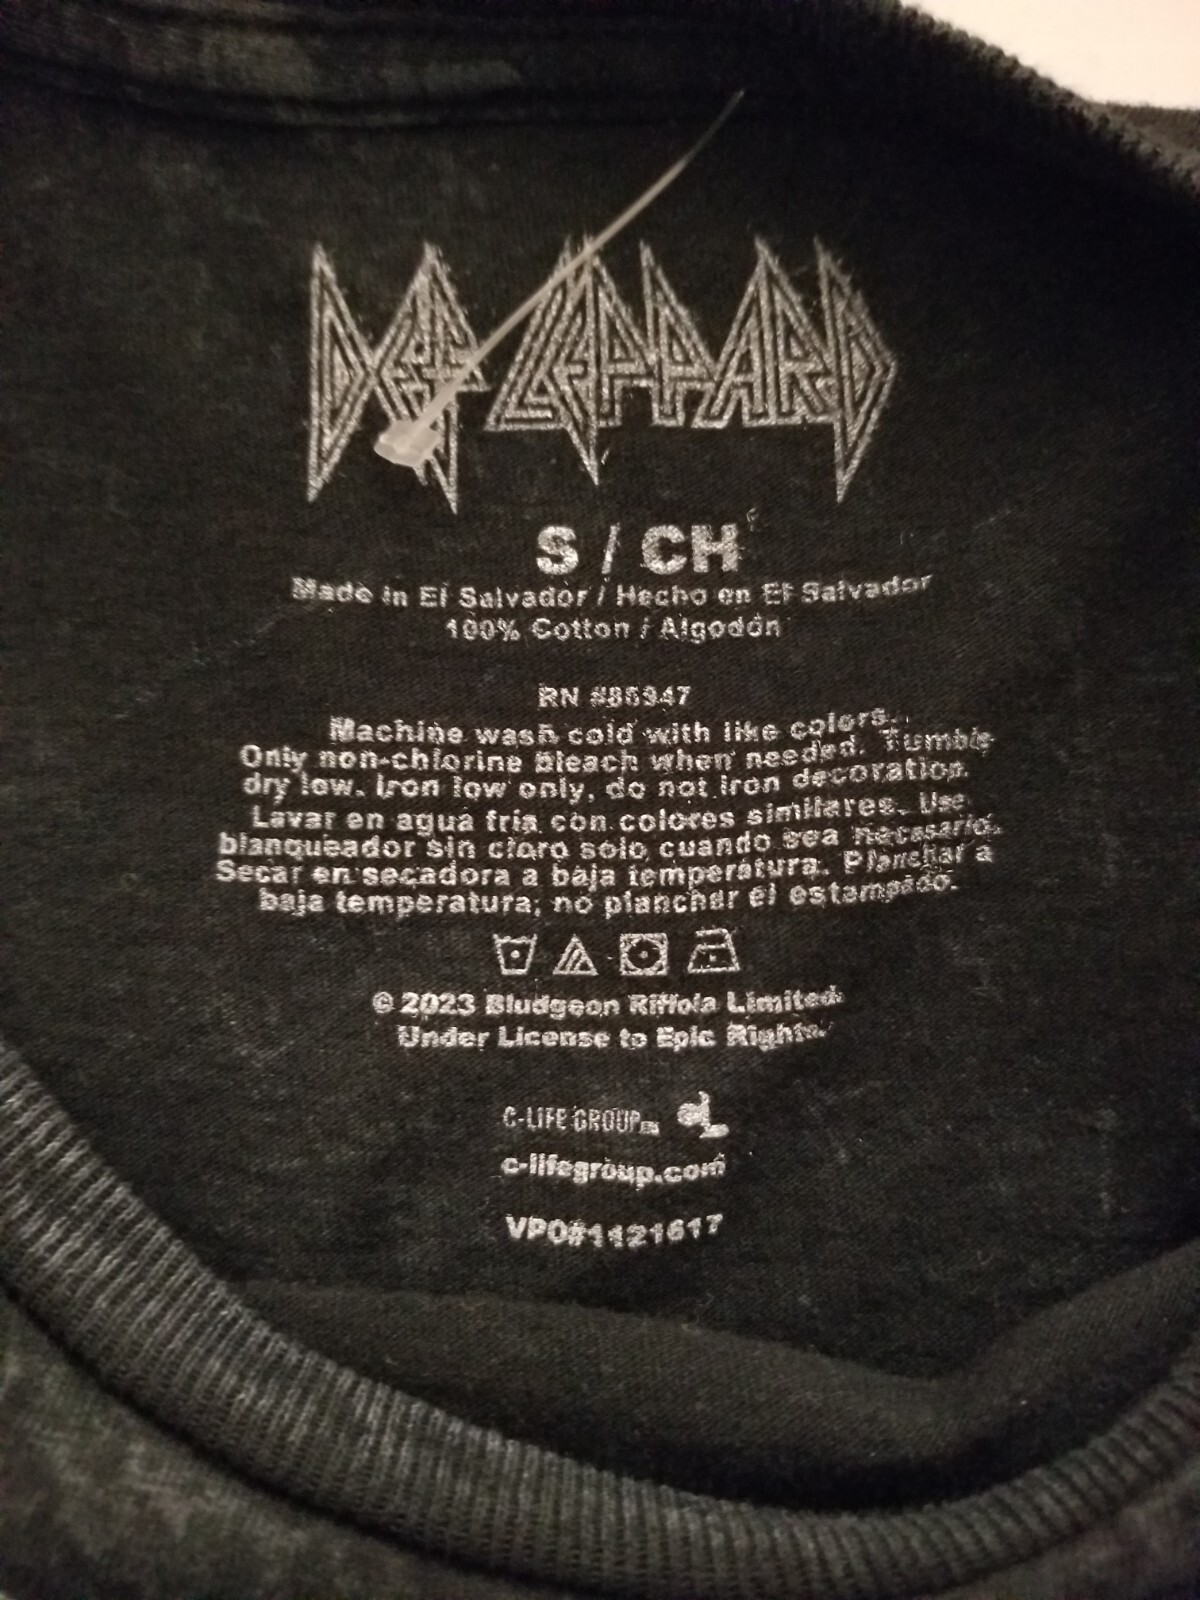 DEF LEPPARD
S / CH
Made in El Salvador / Hecho en El Salvador
100% Cotton / Algodón
RN #86947
Machine wash cold with like colors.
Only non-chlorine bleach when needed. Tumble
dry low. Iron low only, do not iron decoration.
Lavar en agua fria con colores similares. Use
blanqueador sin cloro solo cuando sea necesario.
Secar en secadora a baja temperatura. Planchar a
baja temperatura; no planchar el estampado.
© 2023 Bludgeon Riffola Limited.
Under License to Epic Rights.
C-LIFE GROUP
c-lifegroup.com
VPO#1121617